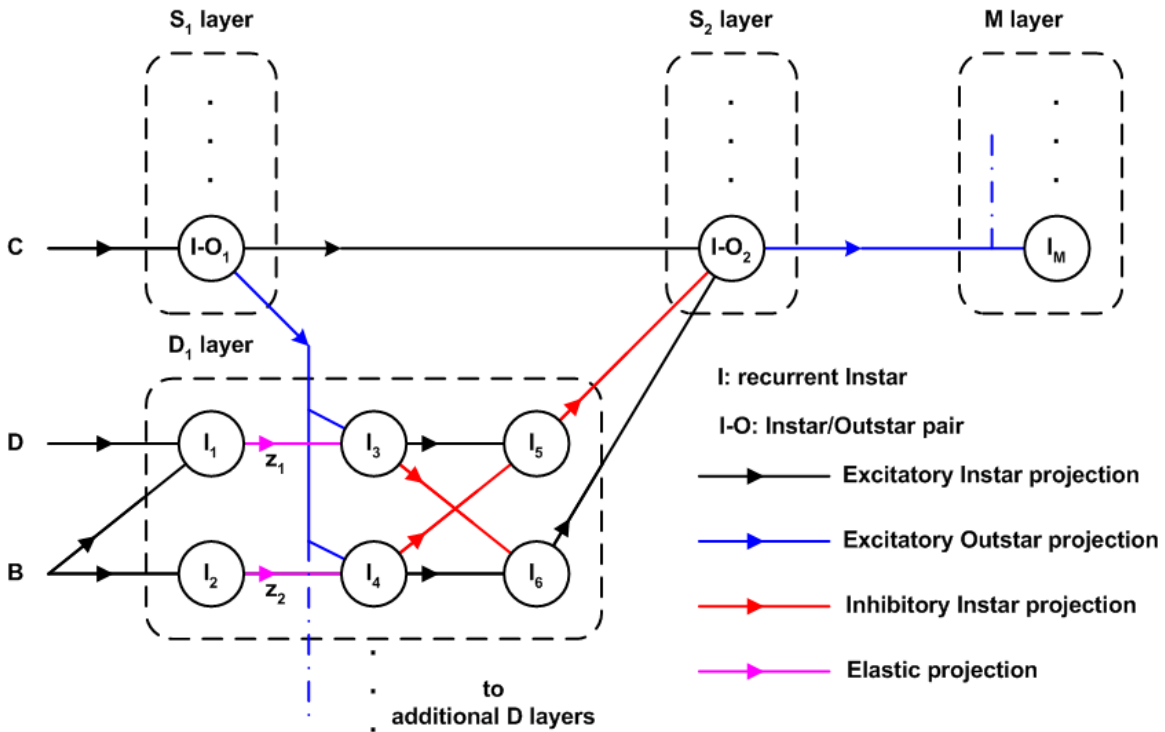 S₁ layer
S₂ layer
M layer
C
I-O₁
I-O₂
I_M
D₁ layer
I: recurrent Instar
I-O: Instar/Outstar pair
D
I₁
z₁
I₃
I₅
Excitatory Instar projection
Excitatory Outstar projection
B
I₂
z₂
I₄
I₆
Inhibitory Instar projection
Elastic projection
to
additional D layers